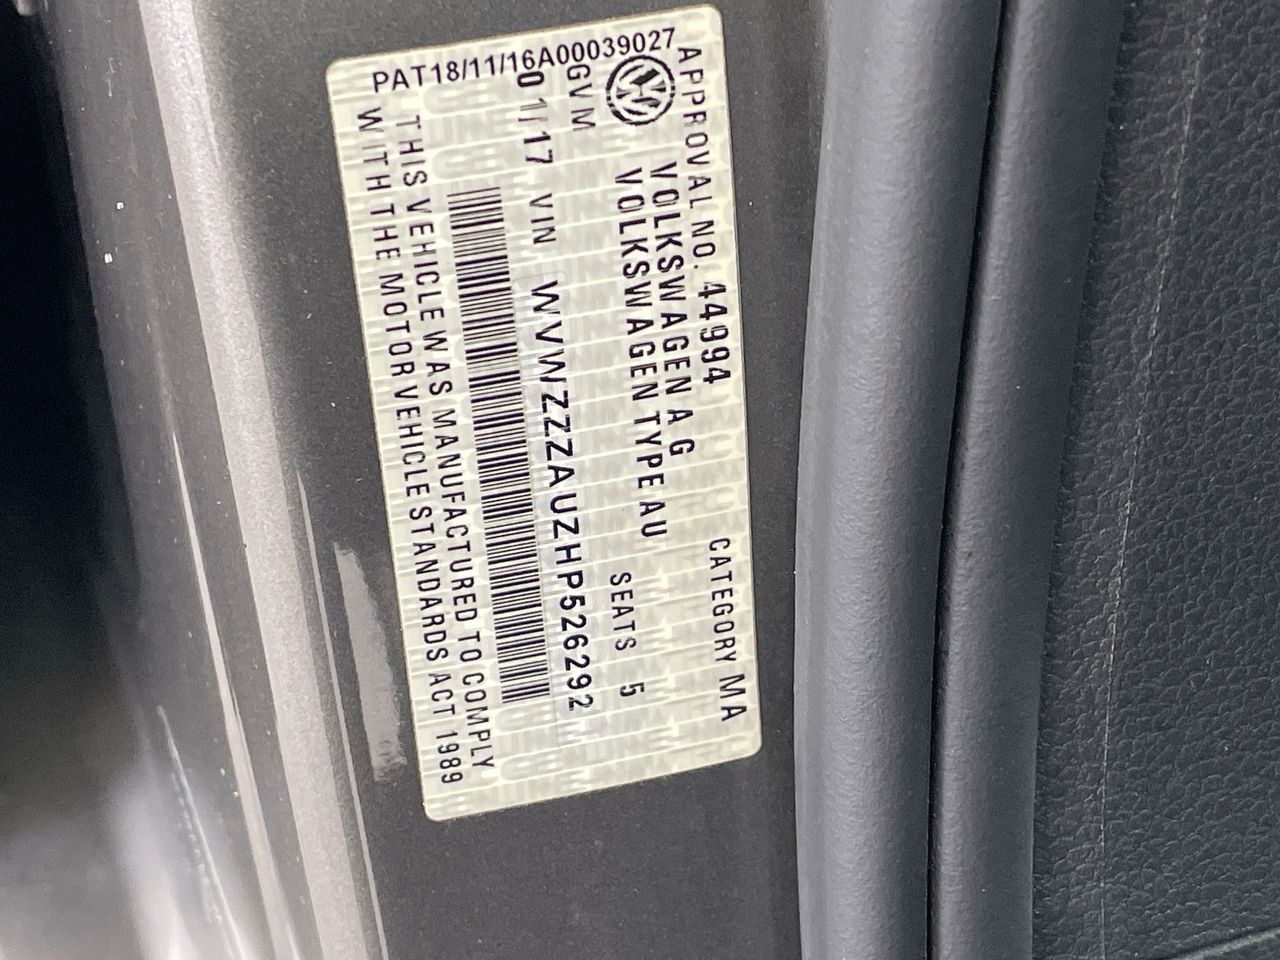 PAT18/11/16A00039027
APPROVAL NO. 44994 CATEGORY MA
VOLKSWAGEN AG
VOLKSWAGEN TYPE AU
GVM SEATS 5
01/17 VIN WVWZZZAUZHP526292
THIS VEHICLE WAS MANUFACTURED TO COMPLY
WITH THE MOTOR VEHICLE STANDARDS ACT 1989